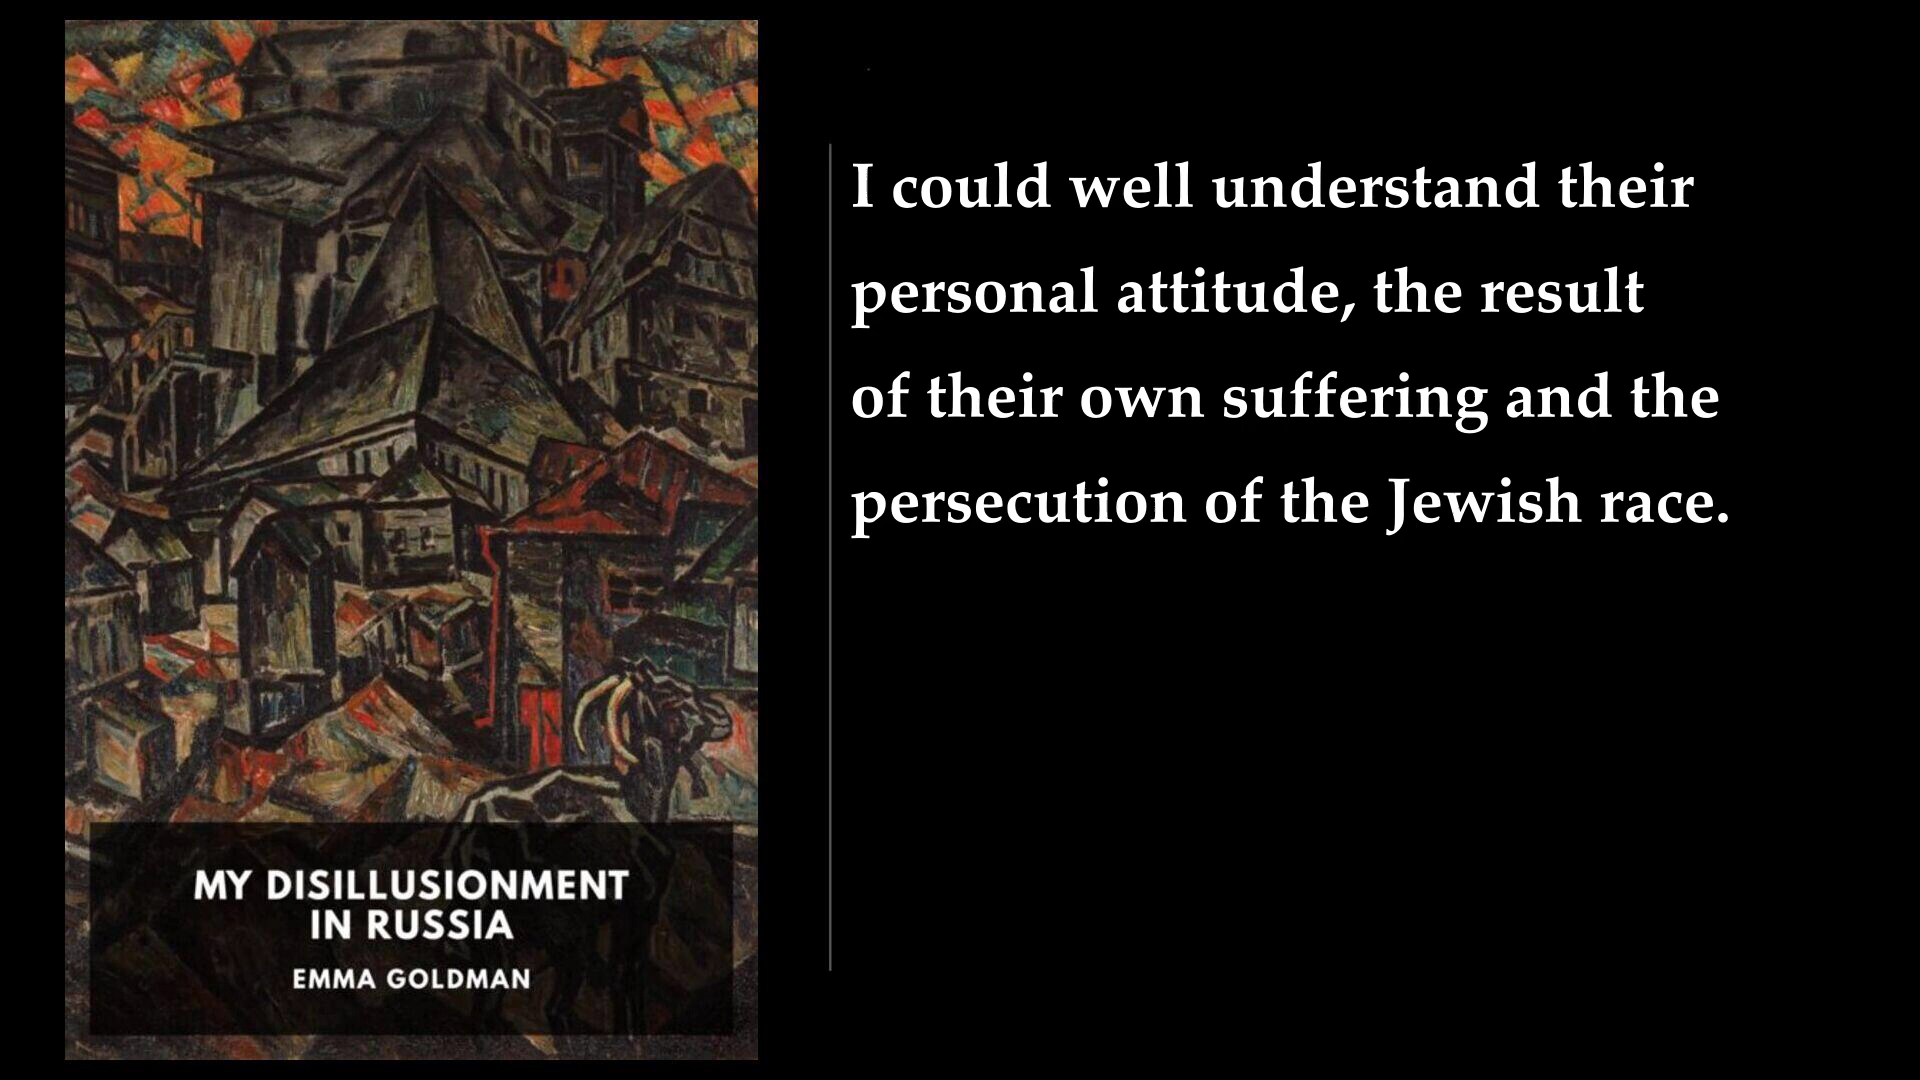 MY DISILLUSIONMENT
IN RUSSIA
EMMA GOLDMAN
I could well understand their
personal attitude, the result
of their own suffering and the
persecution of the Jewish race.